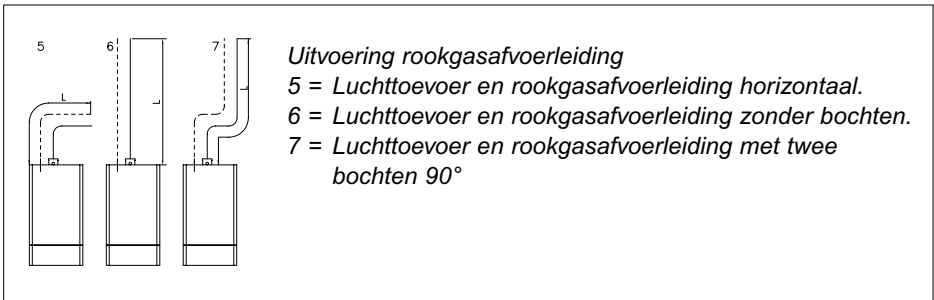 5 6 7
Uitvoering rookgasafvoerleiding
5 = Luchttoevoer en rookgasafvoerleiding horizontaal.
6 = Luchttoevoer en rookgasafvoerleiding zonder bochten.
7 = Luchttoevoer en rookgasafvoerleiding met twee
bochten 90°
L
L
L